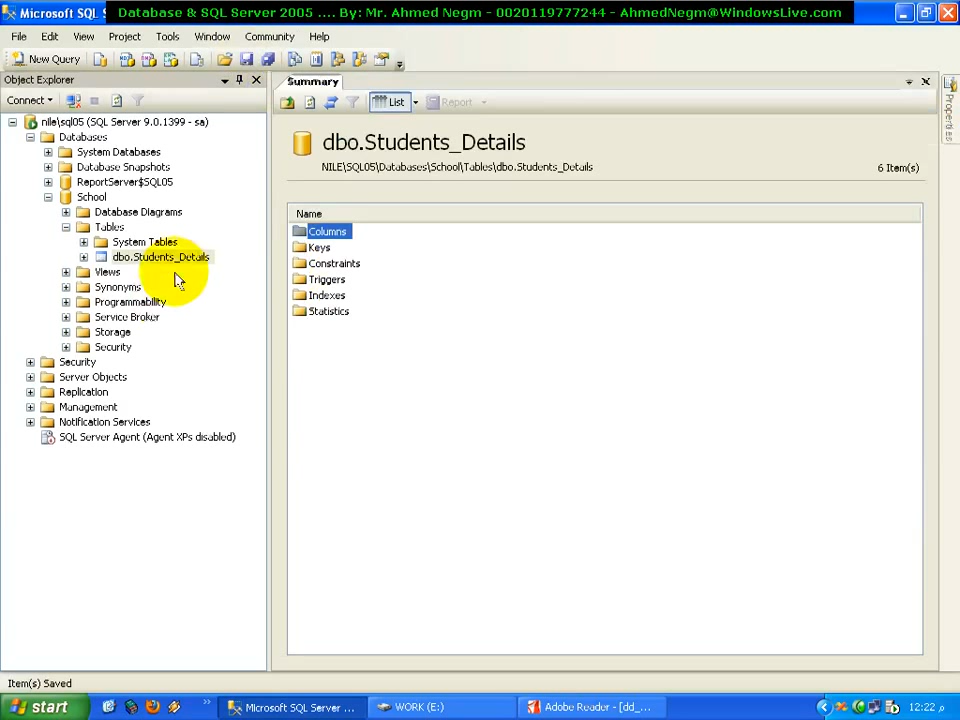 Microsoft SQL S
Database & SQL Server 2005 .... By: Mr. Ahmed Negm - 0020119777244 - AhmedNegm@WindowsLive.com
File Edit View Project Tools Window Community Help
New Query
Object Explorer
Summary
Connect
List
Report
Properties
nile\sql05 (SQL Server 9.0.1399 - sa)
Databases
System Databases
Database Snapshots
ReportServer$SQL05
School
Database Diagrams
Tables
System Tables
dbo.Students_Details
Views
Synonyms
Programmability
Service Broker
Storage
Security
Security
Server Objects
Replication
Management
Notification Services
SQL Server Agent (Agent XPs disabled)
dbo.Students_Details
NILE\SQL05\Databases\School\Tables\dbo.Students_Details
6 Item(s)
Name
Columns
Keys
Constraints
Triggers
Indexes
Statistics
Item(s) Saved
start
Microsoft SQL Server ...
WORK (E:)
Adobe Reader - [dd_...
12:22 م